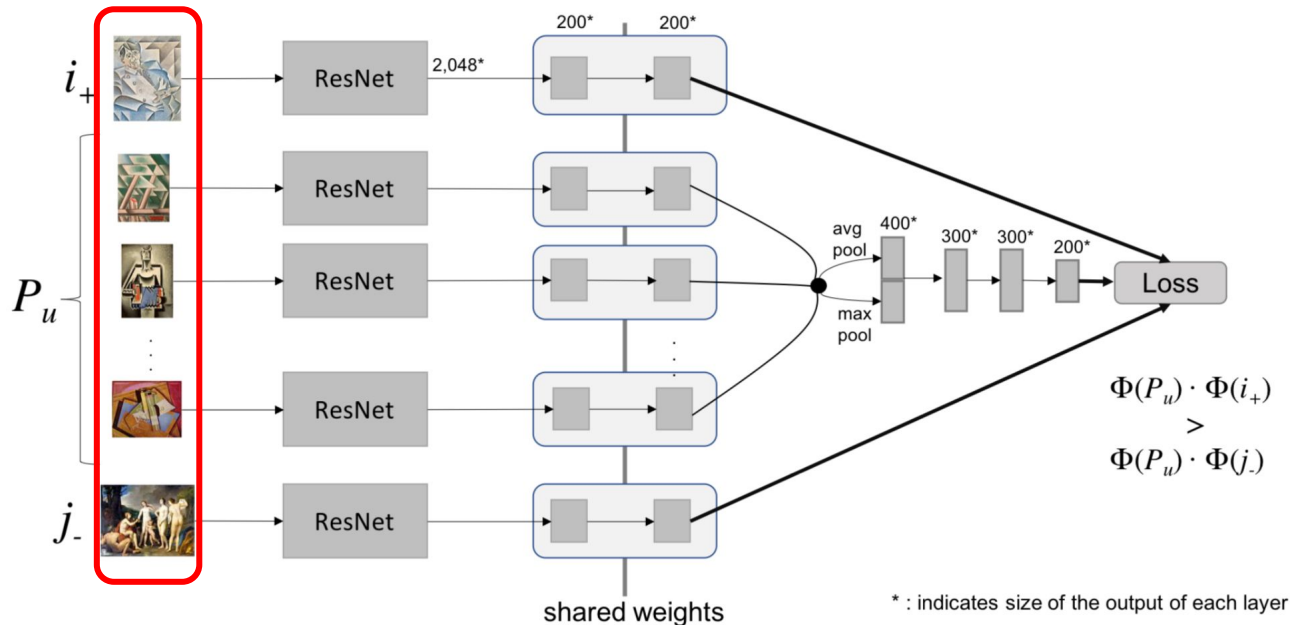 200*
200*
i₊
ResNet
2,048*
ResNet
Pᵤ
ResNet
avg
pool
400*
300*
300*
200*
Loss
max
pool
ResNet
Φ(Pᵤ) · Φ(i₊)
>
Φ(Pᵤ) · Φ(j₋)
j₋
ResNet
shared weights
* : indicates size of the output of each layer